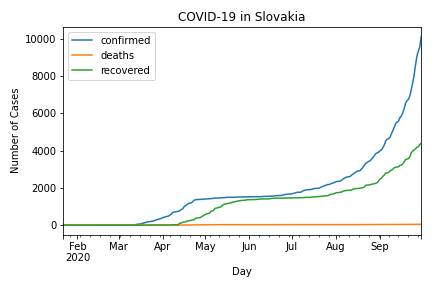 COVID-19 in Slovakia
confirmed
deaths
recovered
Number of Cases
10000
8000
6000
4000
2000
0
Feb Mar Apr May Jun Jul Aug Sep
2020
Day